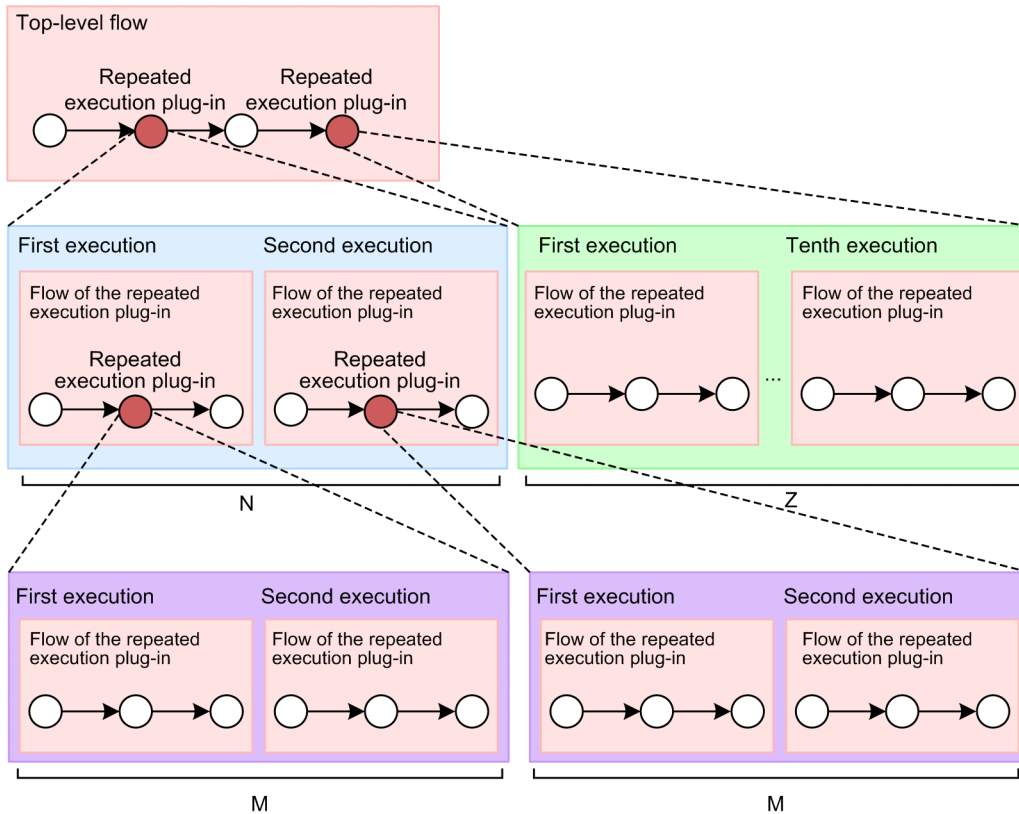 Top-level flow
Repeated
execution plug-in
Repeated
execution plug-in
First execution
Second execution
First execution
Tenth execution
Flow of the repeated
execution plug-in
Flow of the repeated
execution plug-in
Flow of the repeated
execution plug-in
Flow of the repeated
execution plug-in
Repeated
execution plug-in
Repeated
execution plug-in
...
N
Z
First execution
Second execution
First execution
Second execution
Flow of the repeated
execution plug-in
Flow of the repeated
execution plug-in
Flow of the repeated
execution plug-in
Flow of the repeated
execution plug-in
M
M